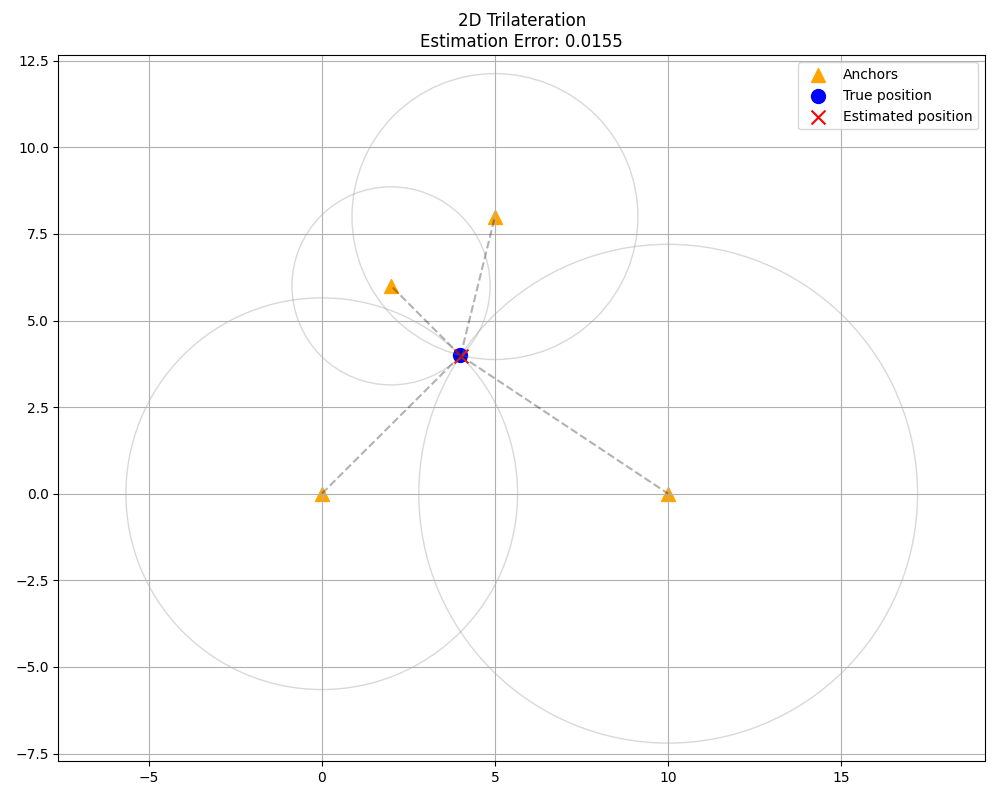 2D Trilateration
Estimation Error: 0.0155
12.5
10.0
7.5
5.0
2.5
0.0
−2.5
−5.0
−7.5
−5
0
5
10
15
Anchors
True position
Estimated position